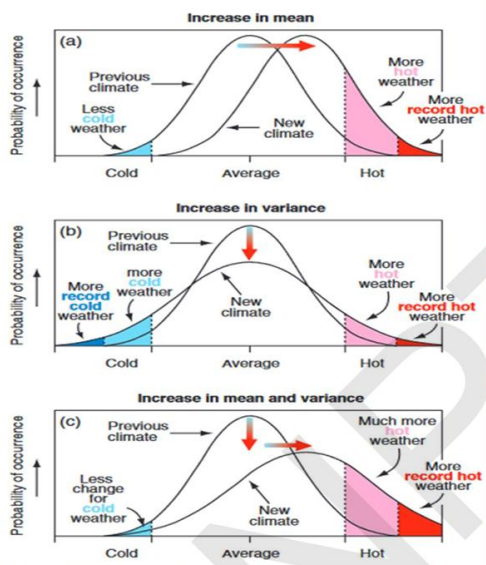 Increase in mean
(a)
Probability of occurrence
Previous
climate
Less
cold
weather
New
climate
More
hot
weather
More
record hot
weather
Cold
Average
Hot
Increase in variance
(b)
Probability of occurrence
Previous
climate
More
record
cold
weather
more
cold
weather
New
climate
More
hot
weather
More
record hot
weather
Cold
Average
Hot
Increase in mean and variance
(c)
Probability of occurrence
Previous
climate
Less
change
for
cold
weather
New
climate
Much more
hot
weather
More
record hot
weather
Cold
Average
Hot